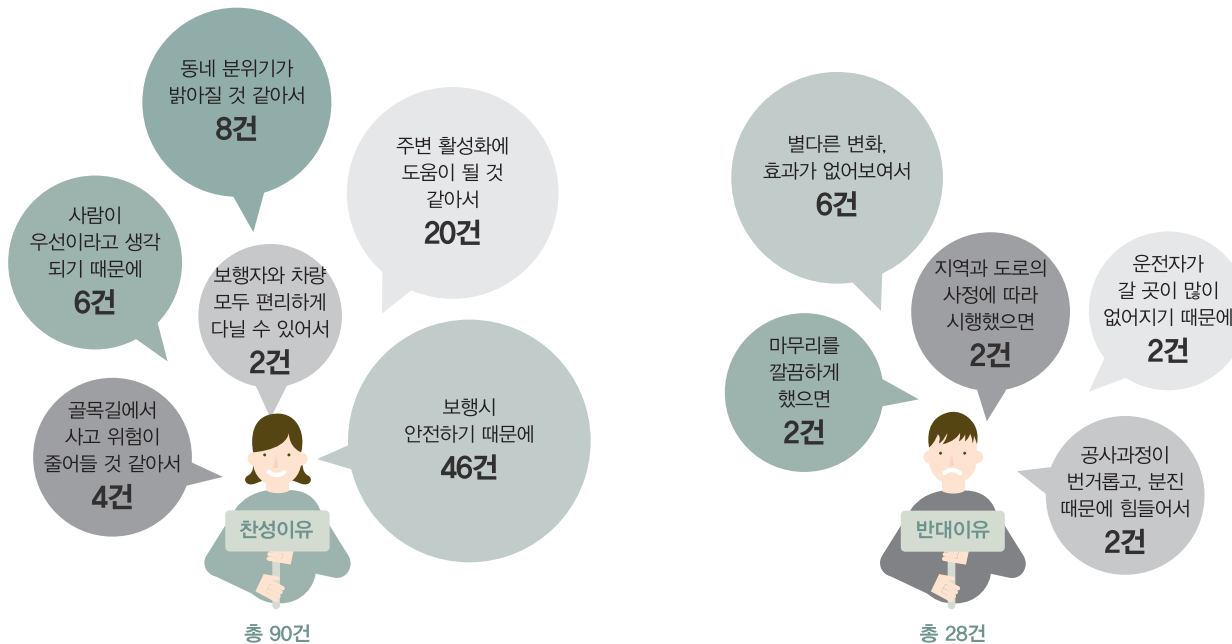 동네 분위기가
밝아질 것 같아서
8건
주변 활성화에
도움이 될 것
같아서
20건
사람이
우선이라고 생각
되기 때문에
6건
보행자와 차량
모두 편리하게
다닐 수 있어서
2건
골목길에서
사고 위험이
줄어들 것 같아서
4건
보행시
안전하기 때문에
46건
찬성이유
총 90건
별다른 변화,
효과가 없어보여서
6건
지역과 도로의
사정에 따라
시행했으면
2건
운전자가
갈 곳이 많이
없어지기 때문에
2건
마무리를
깔끔하게
했으면
2건
공사과정이
번거롭고, 분진
때문에 힘들어서
2건
반대이유
총 28건